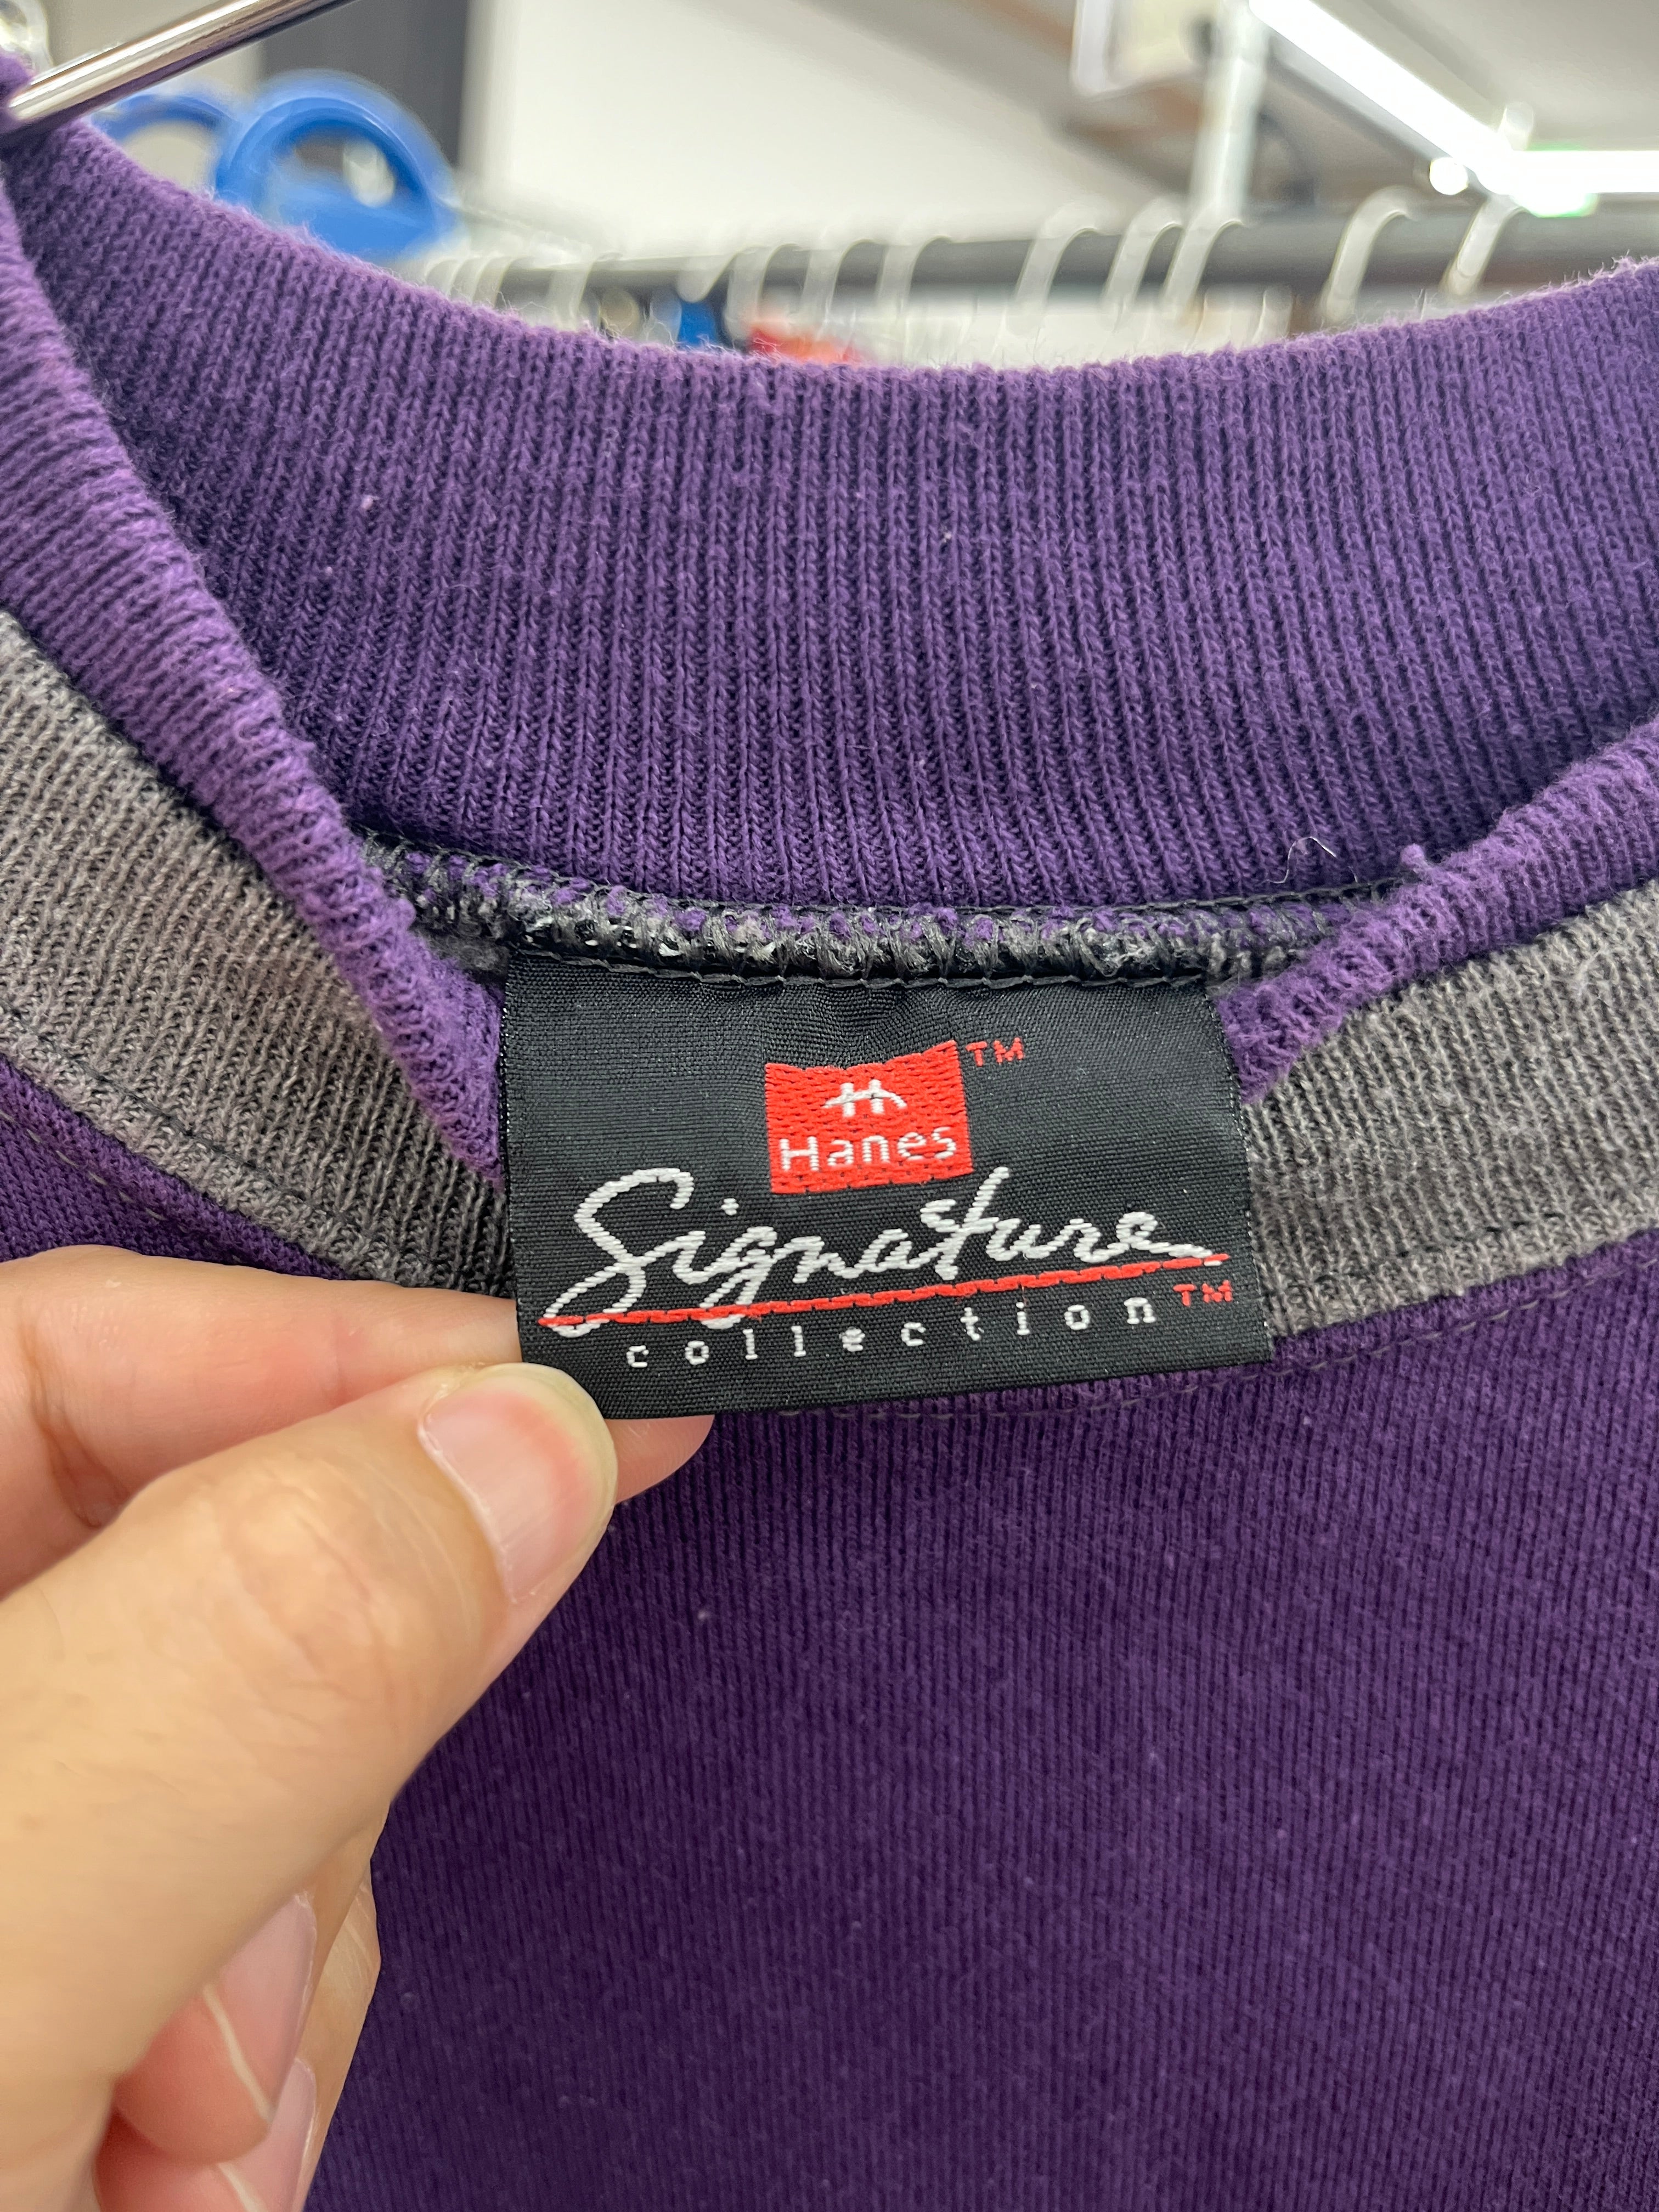 H ™
Hanes
Signature
collection ™